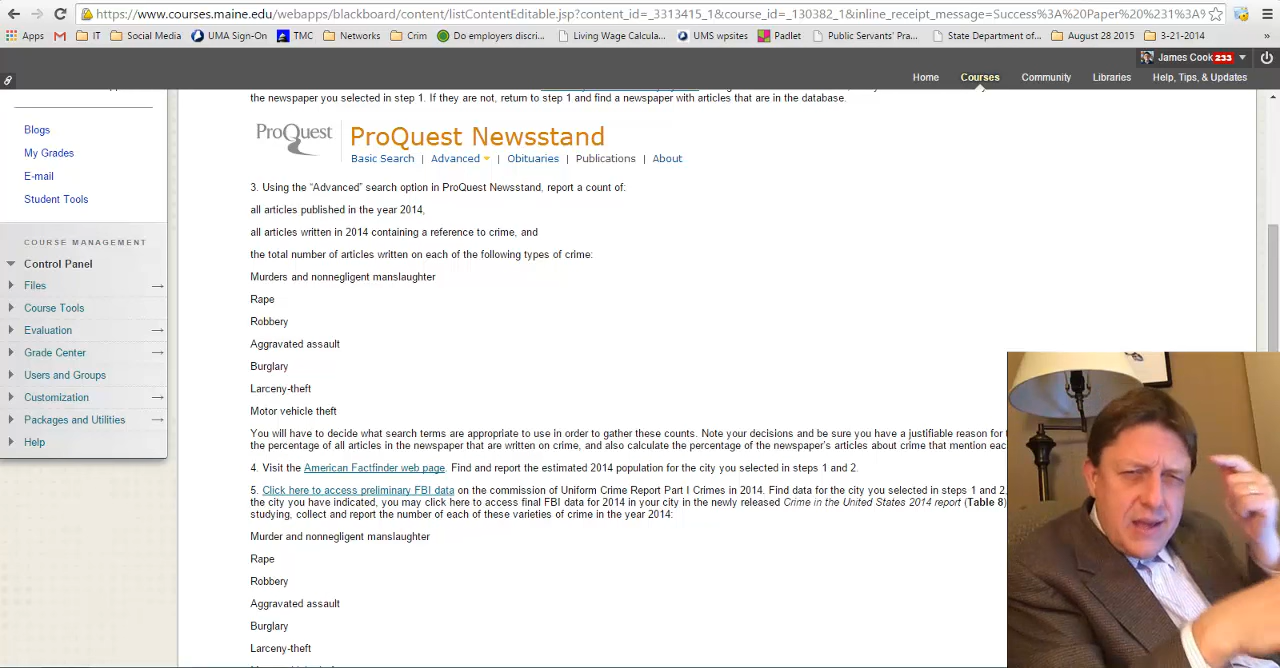 https://www.courses.maine.edu/webapps/blackboard/content/listContentEditable.jsp?content_id=_3313415_1&course_id=_130382_1&inline_receipt_message=Success%3A%20Paper%20%231%3A9
Apps IT Social Media UMA Sign-On TMC Networks Crim Do employers discri... Living Wage Calcula... UMS wpsites Padlet Public Servants' Pra... State Department of... August 28 2015 3-21-2014 »
James Cook 233
Home Courses Community Libraries Help, Tips, & Updates
the newspaper you selected in step 1. If they are not, return to step 1 and find a newspaper with articles that are in the database.
Blogs
My Grades
E-mail
Student Tools
COURSE MANAGEMENT
Control Panel
Files
Course Tools
Evaluation
Grade Center
Users and Groups
Customization
Packages and Utilities
Help
ProQuest ProQuest Newsstand
Basic Search | Advanced | Obituaries | Publications | About
3. Using the “Advanced” search option in ProQuest Newsstand, report a count of:
all articles published in the year 2014,
all articles written in 2014 containing a reference to crime, and
the total number of articles written on each of the following types of crime:
Murders and nonnegligent manslaughter
Rape
Robbery
Aggravated assault
Burglary
Larceny-theft
Motor vehicle theft
You will have to decide what search terms are appropriate to use in order to gather these counts. Note your decisions and be sure you have a justifiable reason for
the percentage of all articles in the newspaper that are written on crime, and also calculate the percentage of the newspaper's articles about crime that mention
4. Visit the American Factfinder web page. Find and report the estimated 2014 population for the city you selected in steps 1 and 2.
5. Click here to access preliminary FBI data on the commission of Uniform Crime Report Part I Crimes in 2014. Find data for the city you selected in steps 1 and 2.
the city you have indicated, you may click here to access final FBI data for 2014 in your city in the newly released Crime in the United States 2014 report (Table 8)
studying, collect and report the number of each of these varieties of crime in the year 2014:
Murder and nonnegligent manslaughter
Rape
Robbery
Aggravated assault
Burglary
Larceny-theft